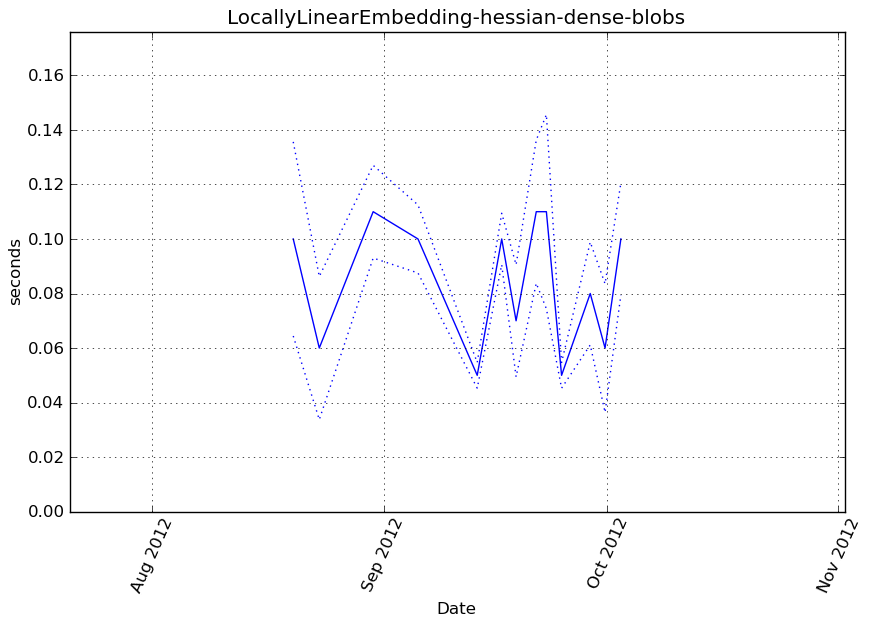 LocallyLinearEmbedding-hessian-dense-blobs
0.16
0.14
0.12
0.10
0.08
0.06
0.04
0.02
0.00
seconds
Aug 2012
Sep 2012
Oct 2012
Nov 2012
Date